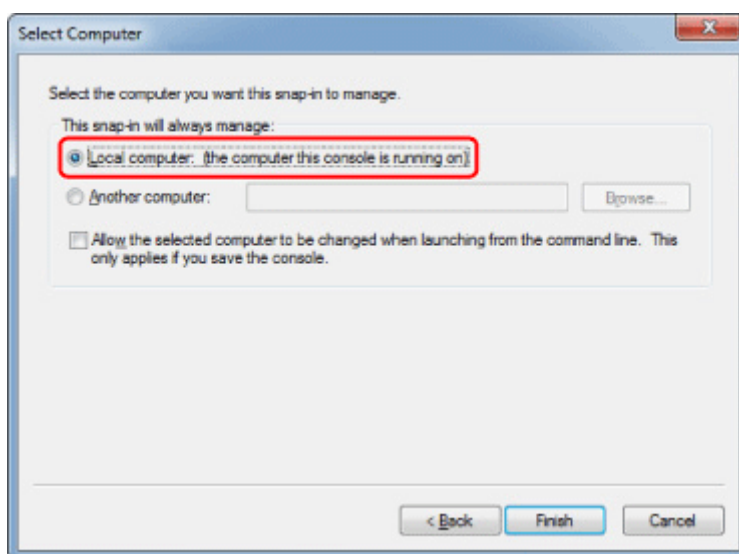 Select Computer
Select the computer you want this snap-in to manage.
This snap-in will always manage:
Local computer: (the computer this console is running on)
Another computer:
Browse...
Allow the selected computer to be changed when launching from the command line. This
only applies if you save the console.
< Back
Finish
Cancel